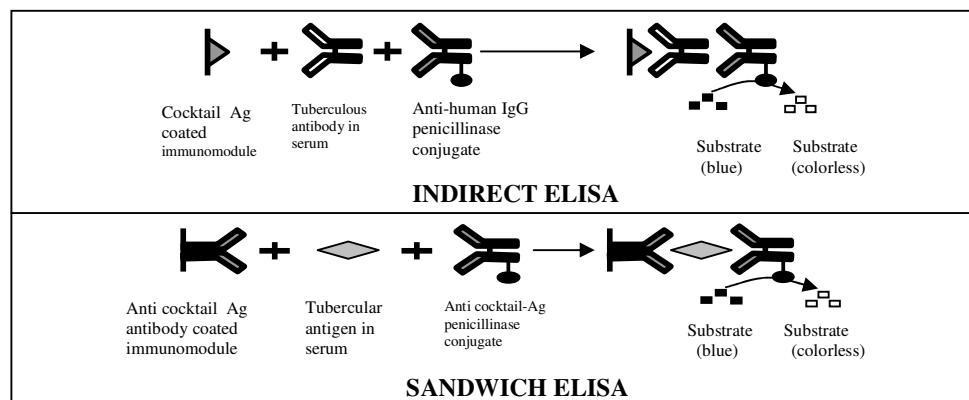 Cocktail Ag
coated
immunomodule
Tuberculous
antibody in
serum
Anti-human IgG
penicillinase
conjugate
Substrate
(blue)
Substrate
(colorless)
INDIRECT ELISA
Anti cocktail Ag
antibody coated
immunomodule
Tubercular
antigen in
serum
Anti cocktail-Ag
penicillinase
conjugate
Substrate
(blue)
Substrate
(colorless)
SANDWICH ELISA